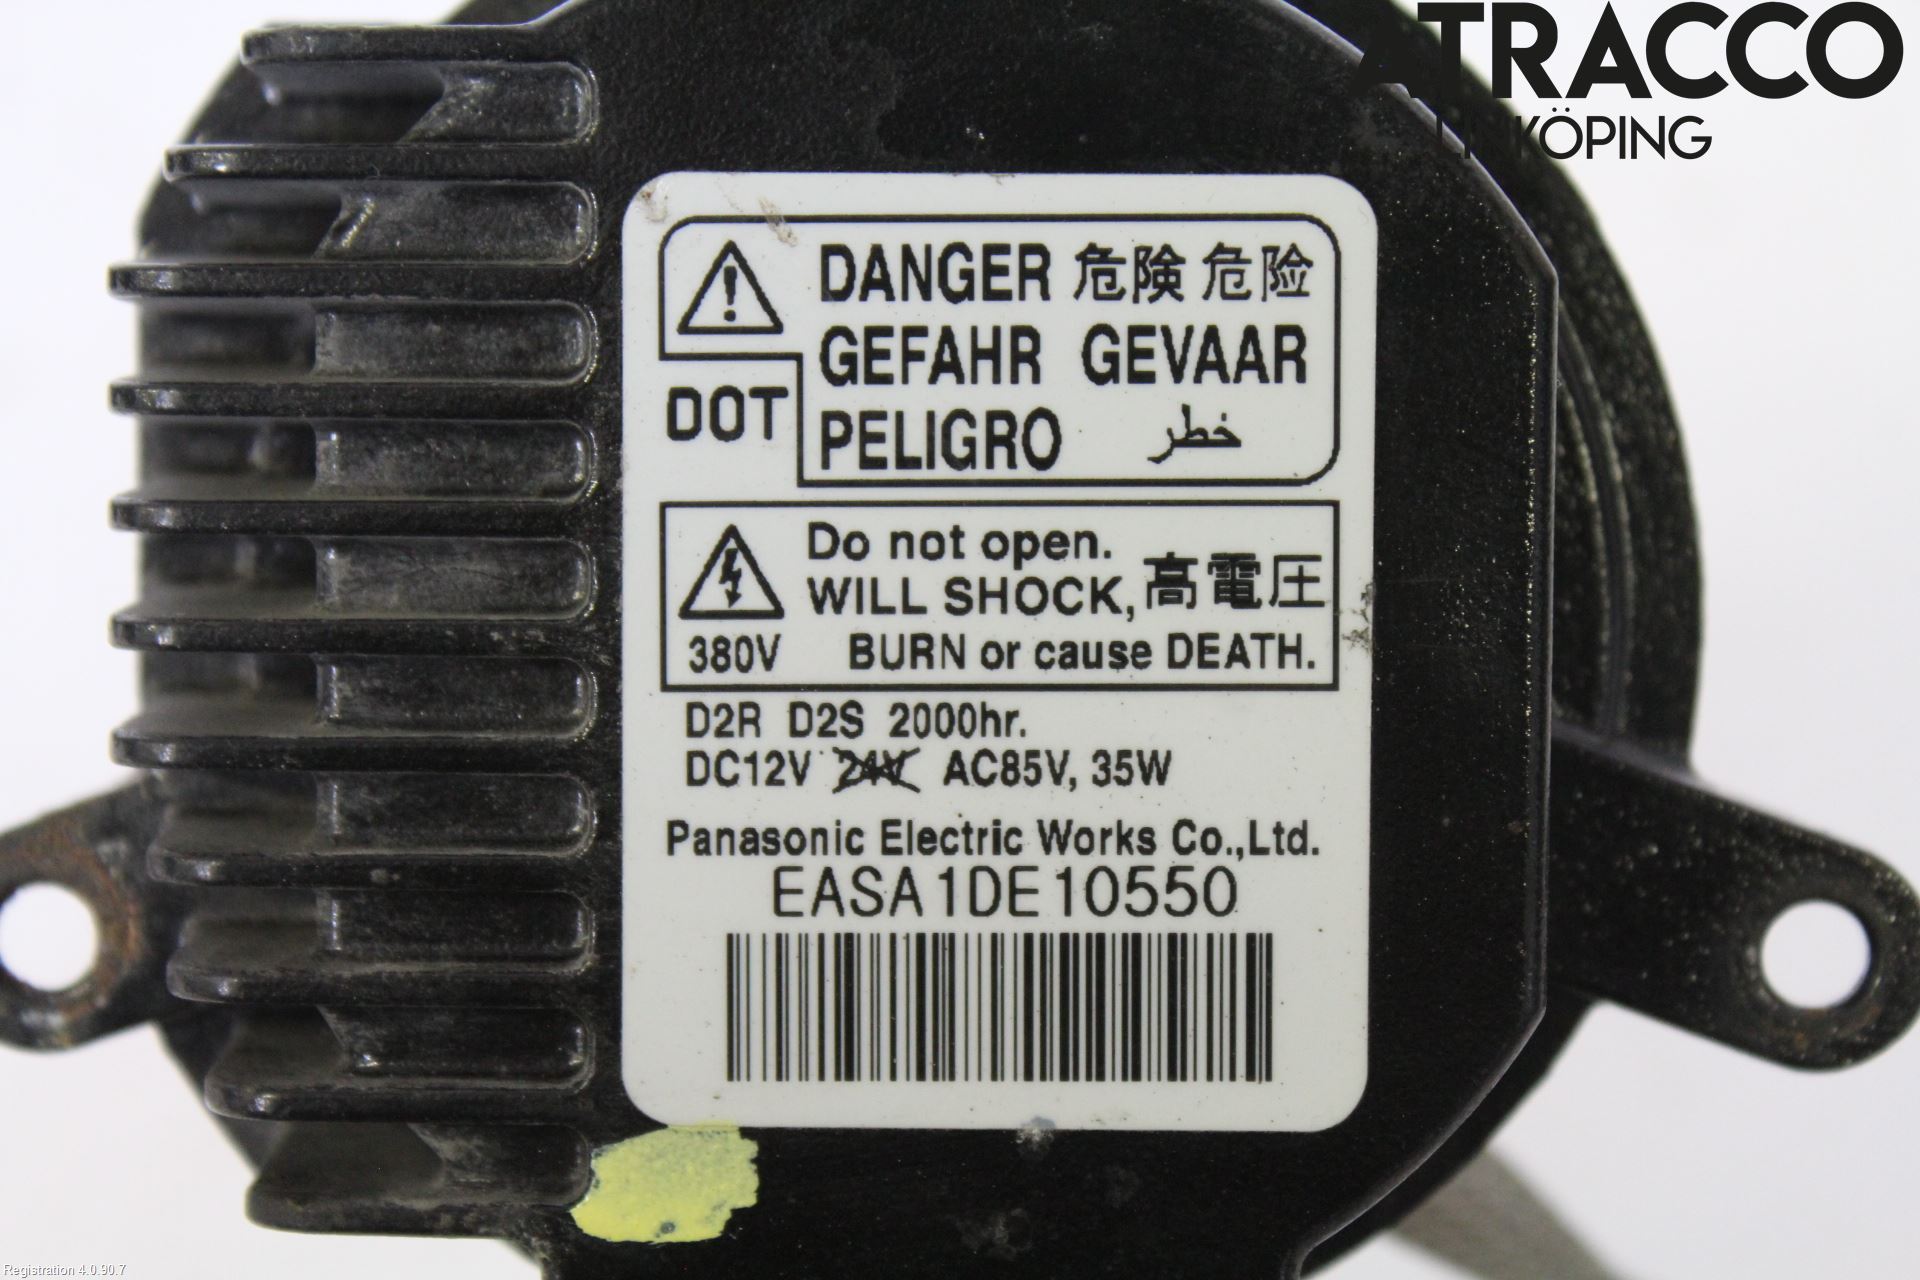 ATRACCO
LINKÖPING
DANGER 危険 危险
GEFAHR GEVAAR
DOT
PELIGRO خطر
Do not open.
WILL SHOCK, 高電圧
380V BURN or cause DEATH.
D2R D2S 2000hr.
DC12V 24V AC85V, 35W
Panasonic Electric Works Co.,Ltd.
EASA1DE10550
Registration 4.0.90.7